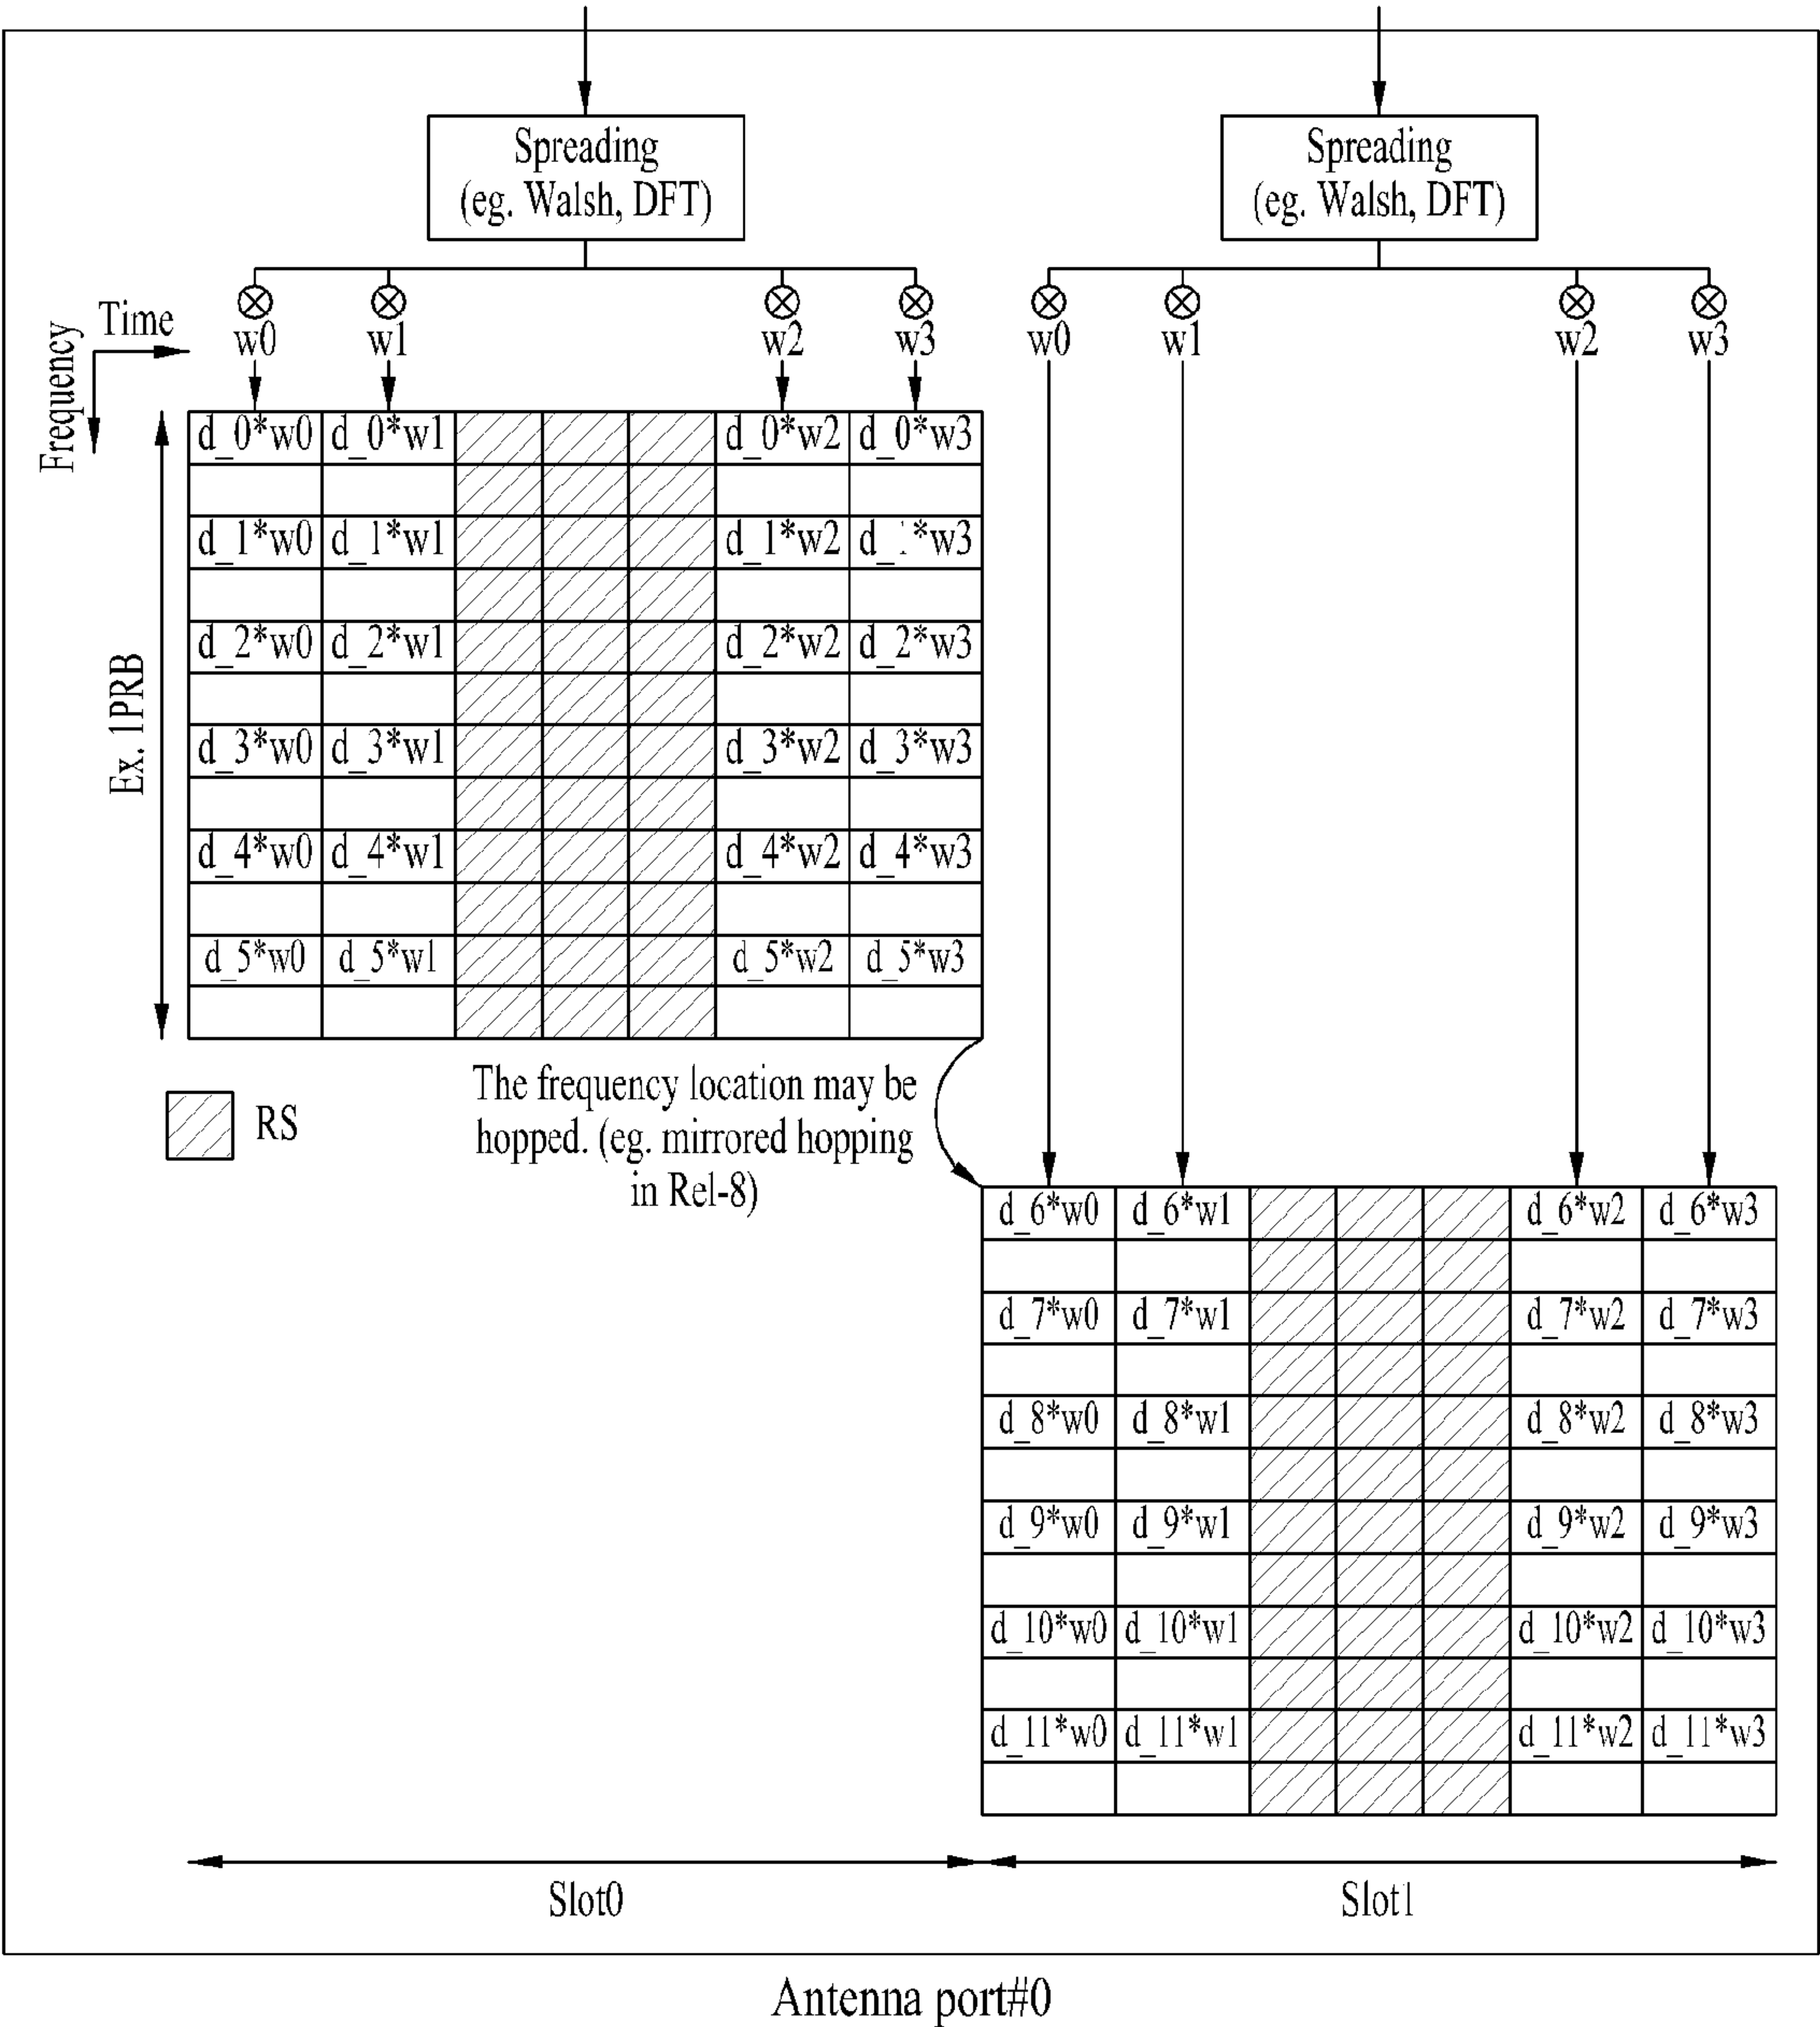 Spreading
(eg. Walsh, DFT)
Spreading
(eg. Walsh, DFT)
Time
Frequency
w0 w1 w2 w3 w0 w1 w2 w3
d_0*w0 d_0*w1 d_0*w2 d_0*w3
d_1*w0 d_1*w1 d_1*w2 d_1*w3
d_2*w0 d_2*w1 d_2*w2 d_2*w3
d_3*w0 d_3*w1 d_3*w2 d_3*w3
d_4*w0 d_4*w1 d_4*w2 d_4*w3
d_5*w0 d_5*w1 d_5*w2 d_5*w3
Ex. 1PRB
RS
The frequency location may be
hopped. (eg. mirrored hopping
in Rel-8)
d_6*w0 d_6*w1 d_6*w2 d_6*w3
d_7*w0 d_7*w1 d_7*w2 d_7*w3
d_8*w0 d_8*w1 d_8*w2 d_8*w3
d_9*w0 d_9*w1 d_9*w2 d_9*w3
d_10*w0 d_10*w1 d_10*w2 d_10*w3
d_11*w0 d_11*w1 d_11*w2 d_11*w3
Slot0 Slot1
Antenna port#0